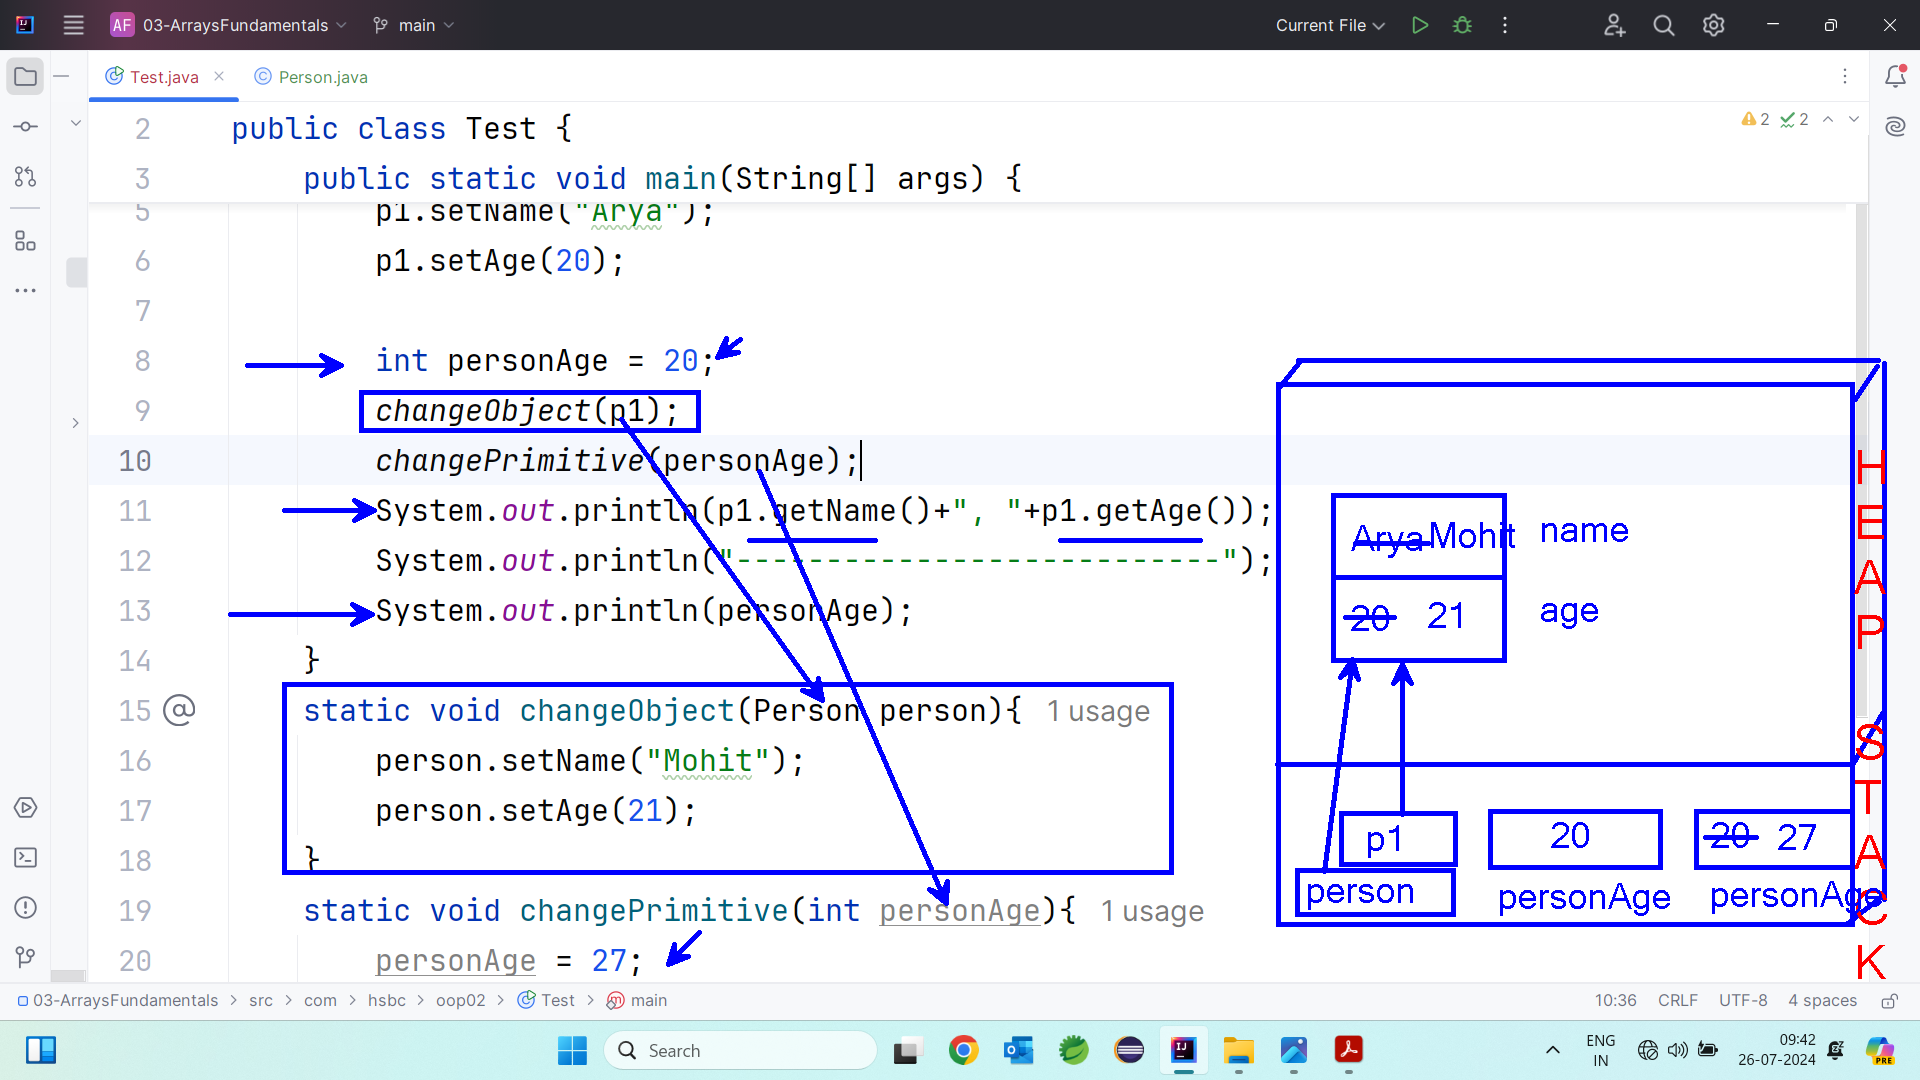 AF 03-ArraysFundamentals main Current File
Test.java Person.java
2 public class Test {
2 2
3 public static void main(String[] args) {
5 p1.setName("Arya");
6 p1.setAge(20);
7
8 int personAge = 20;
9 changeObject(p1);
10 changePrimitive(personAge);
11 System.out.println(p1.getName()+", "+p1.getAge());
12 System.out.println("---------------------------");
13 System.out.println(personAge);
14 }
15 static void changeObject(Person person){ 1 usage
16 person.setName("Mohit");
17 person.setAge(21);
18 }
19 static void changePrimitive(int personAge){ 1 usage
20 personAge = 27;
Arya Mohit name
20 21 age
p1 20 20 27
person personAge personAge
HEAP
STACK
03-ArraysFundamentals > src > com > hsbc > oop02 > Test > main 10:36 CRLF UTF-8 4 spaces
Search
ENG
IN
09:42
26-07-2024
PRE